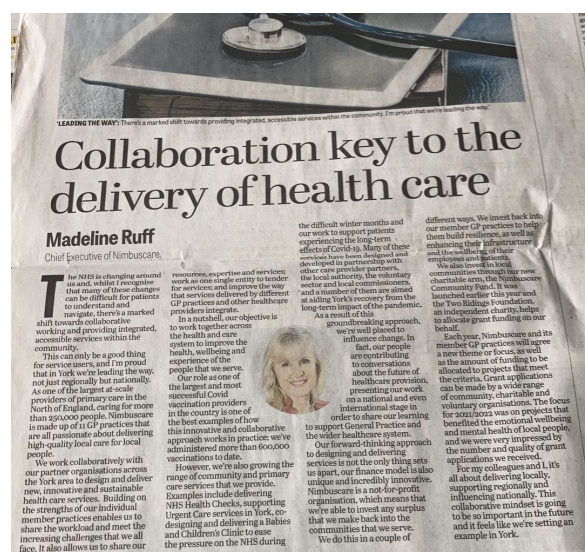 'LEADING THE WAY': There's a marked shift towards providing integrated, accessible services within the community. I'm proud that we're leading the way.'
Collaboration key to the
delivery of health care
Madeline Ruff
Chief Executive of Nimbuscare.
The NHS is changing around
us and, whilst I recognise
that many of these changes
can be difficult for patients
to understand and
navigate, there's a marked
shift towards collaborative
working and providing integrated,
accessible services within the
community.
This can only be a good thing
for service users, and I'm proud
that in York we're leading the way,
not just regionally but nationally.
As one of the largest at-scale
providers of primary care in the
North of England, caring for more
than 250,000 people, Nimbuscare
is made up of 11 GP practices that
are all passionate about delivering
high-quality local care for local
people.
We work collaboratively with
our partner organisations across
the York area to design and deliver
new, innovative and sustainable
health care services. Building on
the strengths of our individual
member practices enables us to
share the workload and meet the
increasing challenges that we all
face. It also allows us to share our
resources, expertise and services;
work as one single entity to tender
for services; and improve the way
that services delivered by different
GP practices and other healthcare
providers integrate.
In a nutshell, our objective is
to work together across
the health and care
system to improve the
health, wellbeing and
experience of the
people that we serve.
Our role as one of
the largest and most
successful Covid
vaccination providers
in the country is one of
the best examples of how
this innovative and collaborative
approach works in practice; we've
administered more than 600,000
vaccinations to date.
However, we're also growing the
range of community and primary
care services that we provide.
Examples include delivering
NHS Health Checks, supporting
Urgent Care services in York, co-
designing and delivering a Babies
and Children's Clinic to ease
the pressure on the NHS during
the difficult winter months and
our work to support patients
experiencing the long-term
effects of Covid-19. Many of these
services have been designed and
developed in partnership with
other care provider partners,
the local authority, the voluntary
sector and local commissioners,
and a number of them are aimed
at aiding York's recovery from the
long-term impact of the pandemic.
As a result of this
groundbreaking approach,
we're well placed to
influence change. In
fact, our people
are contributing
to conversations
about the future of
healthcare provision,
presenting our work
on a national and even
international stage in
order to share our learning
to support General Practice and
the wider healthcare system.
Our forward-thinking approach
to designing and delivering
services is not the only thing sets
us apart, our finance model is also
unique and incredibly innovative.
Nimbuscare is a not-for-profit
organisation, which means that
we're able to invest any surplus
that we make back into the
communities that we serve.
We do this in a couple of
different ways. We invest back into
our member GP practices to help
them build resilience, as well as
enhancing their infrastructure
and the wellbeing of their
employees and patients.
We also invest in local
communities through our new
charitable arm, the Nimbuscare
Community Fund. It was
launched earlier this year and
the Two Ridings Foundation,
an independent charity, helps
to allocate grant funding on our
behalf.
Each year, Nimbuscare and its
member GP practices will agree
a new theme or focus, as well
as the amount of funding to be
allocated to projects that meet
the criteria. Grant applications
can be made by a wide range
of community, charitable and
voluntary organisations. The focus
for 2021/2022 was on projects that
benefited the emotional wellbeing
and mental health of local people,
and we were very impressed by
the number and quality of grant
applications we received.
For my colleagues and I, it's
all about delivering locally,
supporting regionally and
influencing nationally. This
collaborative mindset is going
to be so important in the future
and it feels like we're setting an
example in York.